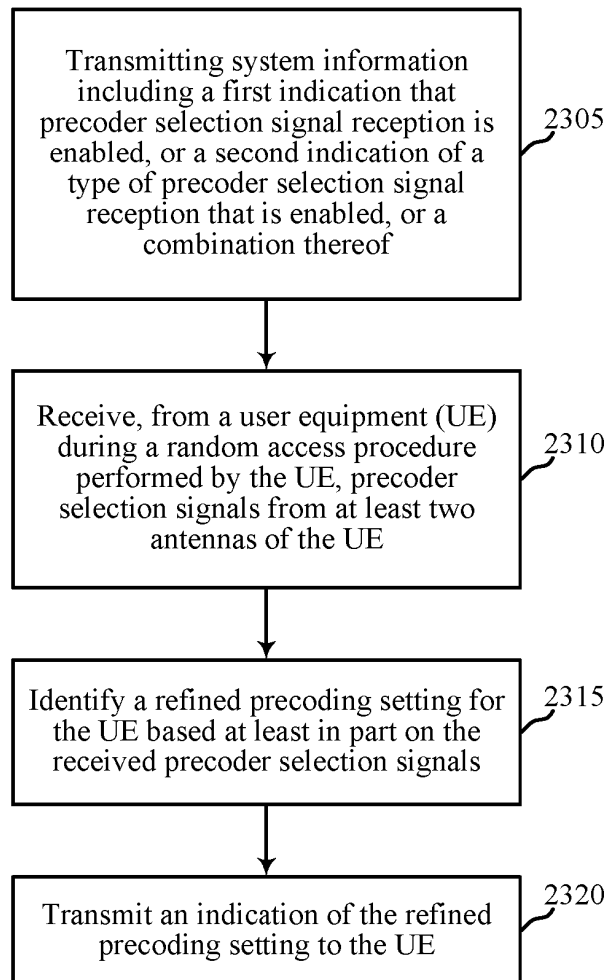 Transmitting system information
including a first indication that
precoder selection signal reception is
enabled, or a second indication of a
type of precoder selection signal
reception that is enabled, or a
combination thereof
2305
Receive, from a user equipment (UE)
during a random access procedure
performed by the UE, precoder
selection signals from at least two
antennas of the UE
2310
Identify a refined precoding setting for
the UE based at least in part on the
received precoder selection signals
2315
Transmit an indication of the refined
precoding setting to the UE
2320